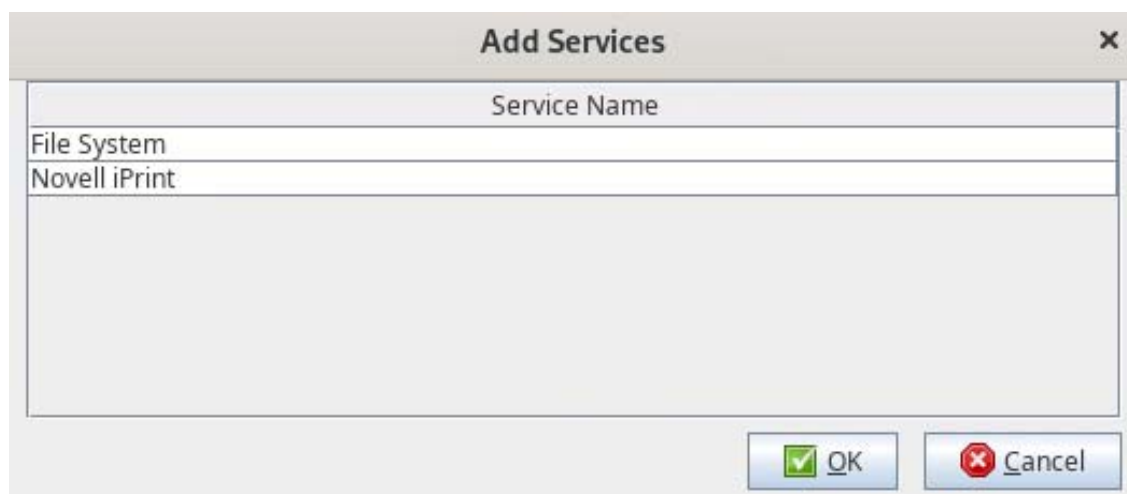 Add Services
Service Name
File System
Novell iPrint
OK
Cancel